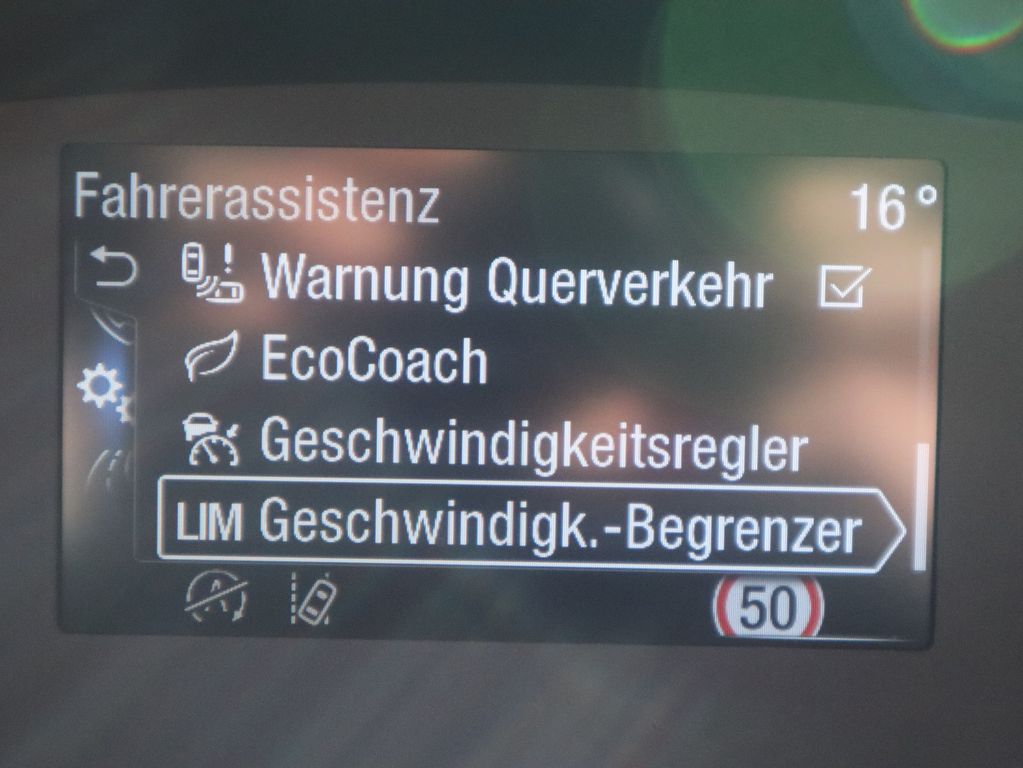 Fahrerassistenz 16°
Warnung Querverkehr
EcoCoach
Geschwindigkeitsregler
LIM Geschwindigk.-Begrenzer
A
50